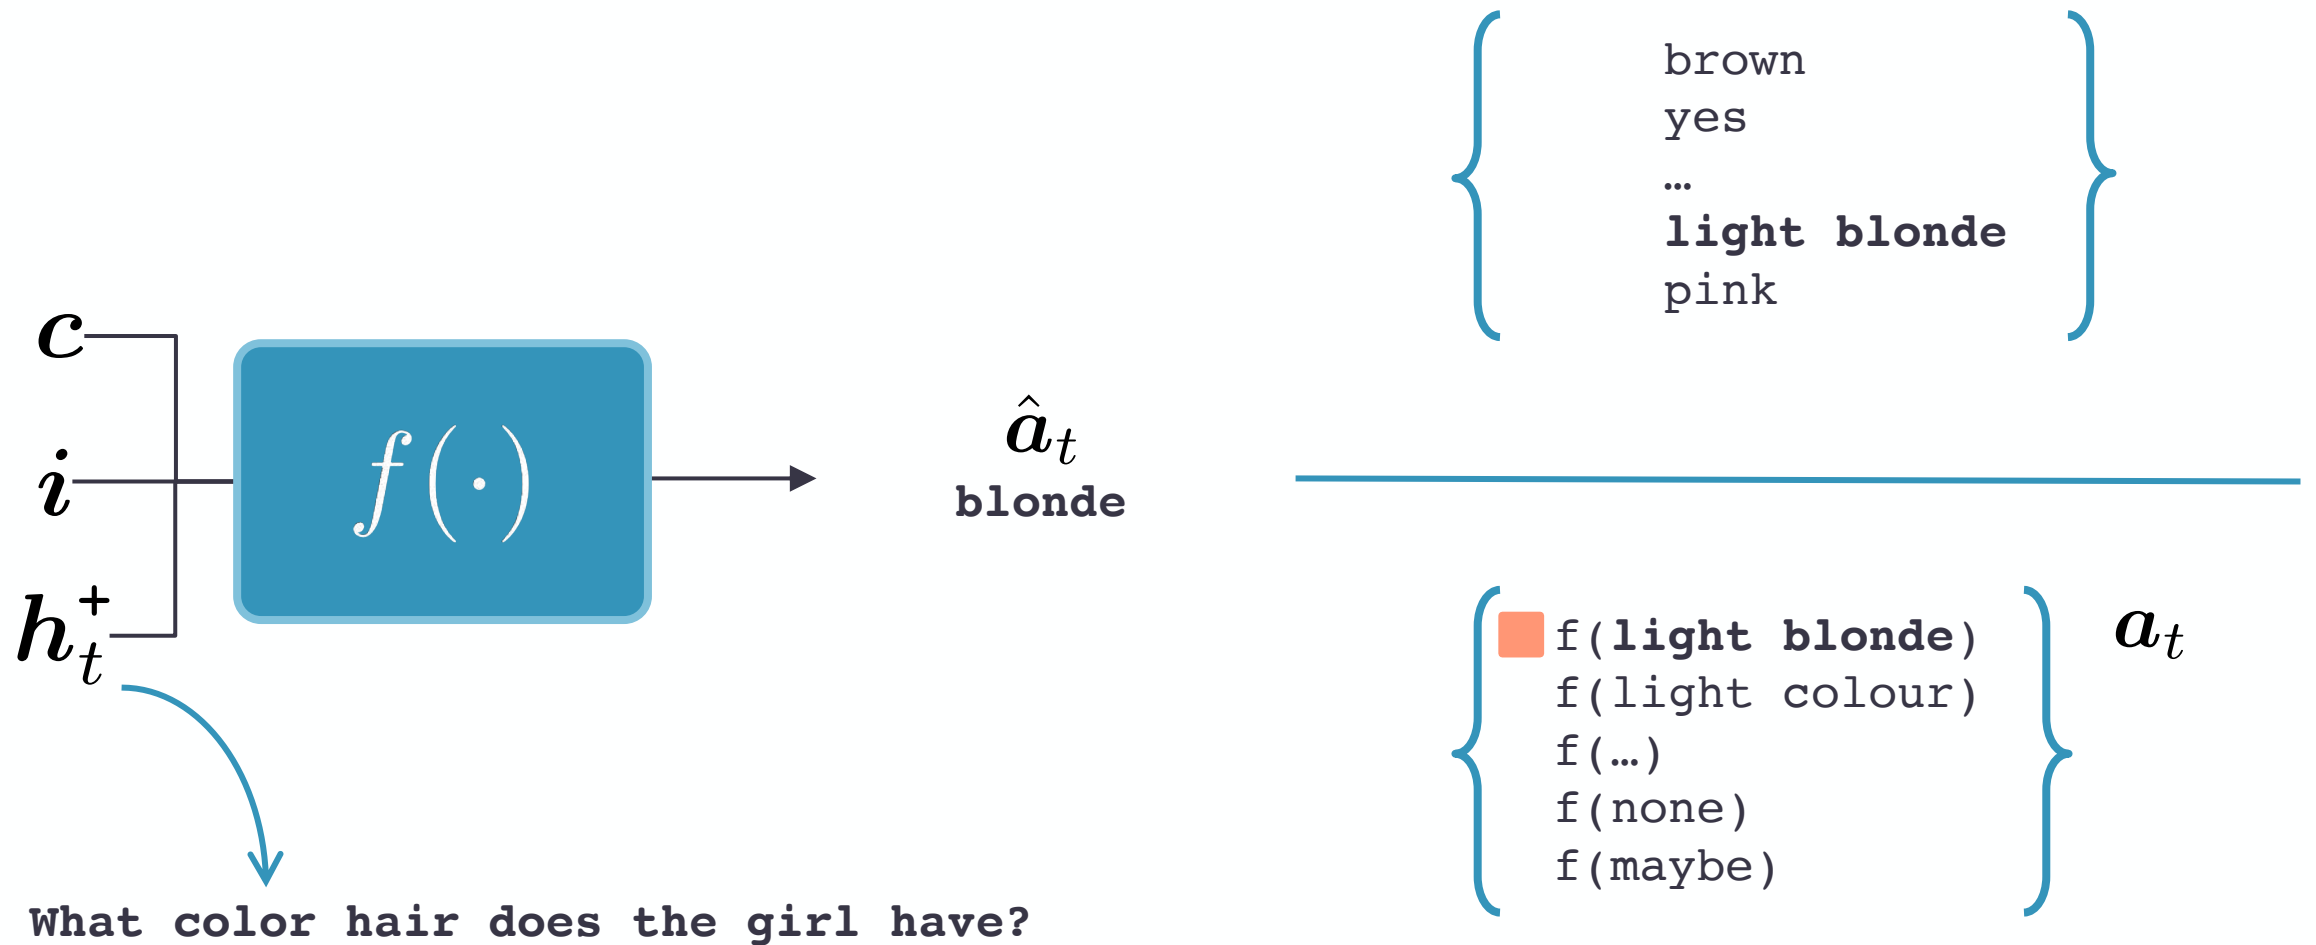 c
i
h_t^+
f(·)
What color hair does the girl have?
â_t
blonde
brown
yes
…
light blonde
pink
f(light blonde)
f(light colour)
f(…)
f(none)
f(maybe)
a_t